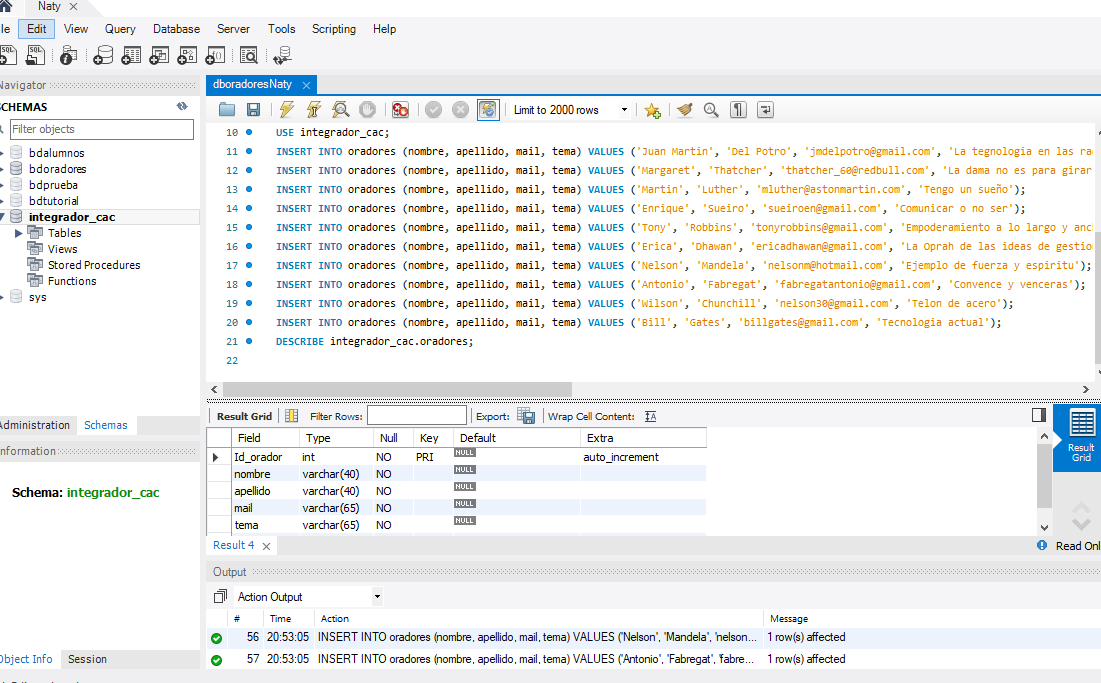 Naty
Edit View Query Database Server Tools Scripting Help
dboradoresNaty
SCHEMAS
Limit to 2000 rows
Filter objects
bdalumnos
bdoradores
bdprueba
bdtutorial
integrador_cac
Tables
Views
Stored Procedures
Functions
sys
10 USE integrador_cac;
11 INSERT INTO oradores (nombre, apellido, mail, tema) VALUES ('Juan Martin', 'Del Potro', 'jmdelpotro@gmail.com', 'La tegnologia en las
12 INSERT INTO oradores (nombre, apellido, mail, tema) VALUES ('Margaret', 'Thatcher', 'thatcher_60@redbull.com', 'La dama no es para girar
13 INSERT INTO oradores (nombre, apellido, mail, tema) VALUES ('Martin', 'Luther', 'mluther@astonmartin.com', 'Tengo un sueño');
14 INSERT INTO oradores (nombre, apellido, mail, tema) VALUES ('Enrique', 'Sueiro', 'sueiroen@gmail.com', 'Comunicar o no ser');
15 INSERT INTO oradores (nombre, apellido, mail, tema) VALUES ('Tony', 'Robbins', 'tonyrobbins@gmail.com', 'Empoderamiento a lo largo y
16 INSERT INTO oradores (nombre, apellido, mail, tema) VALUES ('Erica', 'Dhawan', 'ericadhawan@gmail.com', 'La Oprah de las ideas de
17 INSERT INTO oradores (nombre, apellido, mail, tema) VALUES ('Nelson', 'Mandela', 'nelsonm@hotmail.com', 'Ejemplo de fuerza y espiritu');
18 INSERT INTO oradores (nombre, apellido, mail, tema) VALUES ('Antonio', 'Fabregat', 'fabregatantonio@gmail.com', 'Convence y venceras');
19 INSERT INTO oradores (nombre, apellido, mail, tema) VALUES ('Wilson', 'Chunchill', 'nelson30@gmail.com', 'Telon de acero');
20 INSERT INTO oradores (nombre, apellido, mail, tema) VALUES ('Bill', 'Gates', 'billgates@gmail.com', 'Tecnologia actual');
21 DESCRIBE integrador_cac.oradores;
22
Administration Schemas
Schema: integrador_cac
Object Info Session
Result Grid Filter Rows: Export: Wrap Cell Content:
Field Type Null Key Default Extra
Id_orador int NO PRI NULL auto_increment
nombre varchar(40) NO NULL
apellido varchar(40) NO NULL
mail varchar(65) NO NULL
tema varchar(65) NO NULL
Result Grid
Result 4
Read Onl
Output
Action Output
# Time Action Message
56 20:53:05 INSERT INTO oradores (nombre, apellido, mail, tema) VALUES ('Nelson', 'Mandela', 'nelson... 1 row(s) affected
57 20:53:05 INSERT INTO oradores (nombre, apellido, mail, tema) VALUES ('Antonio', 'Fabregat', 'fabre... 1 row(s) affected